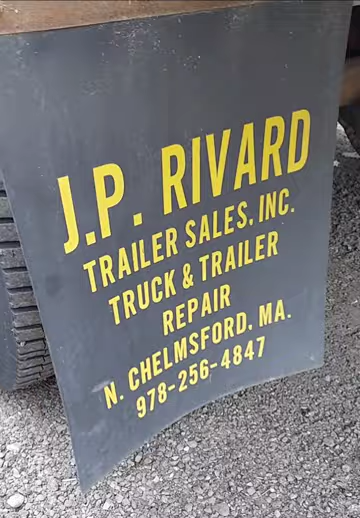 J.P. RIVARD
TRAILER SALES, INC.
TRUCK & TRAILER
REPAIR
N. CHELMSFORD, MA.
978-256-4847